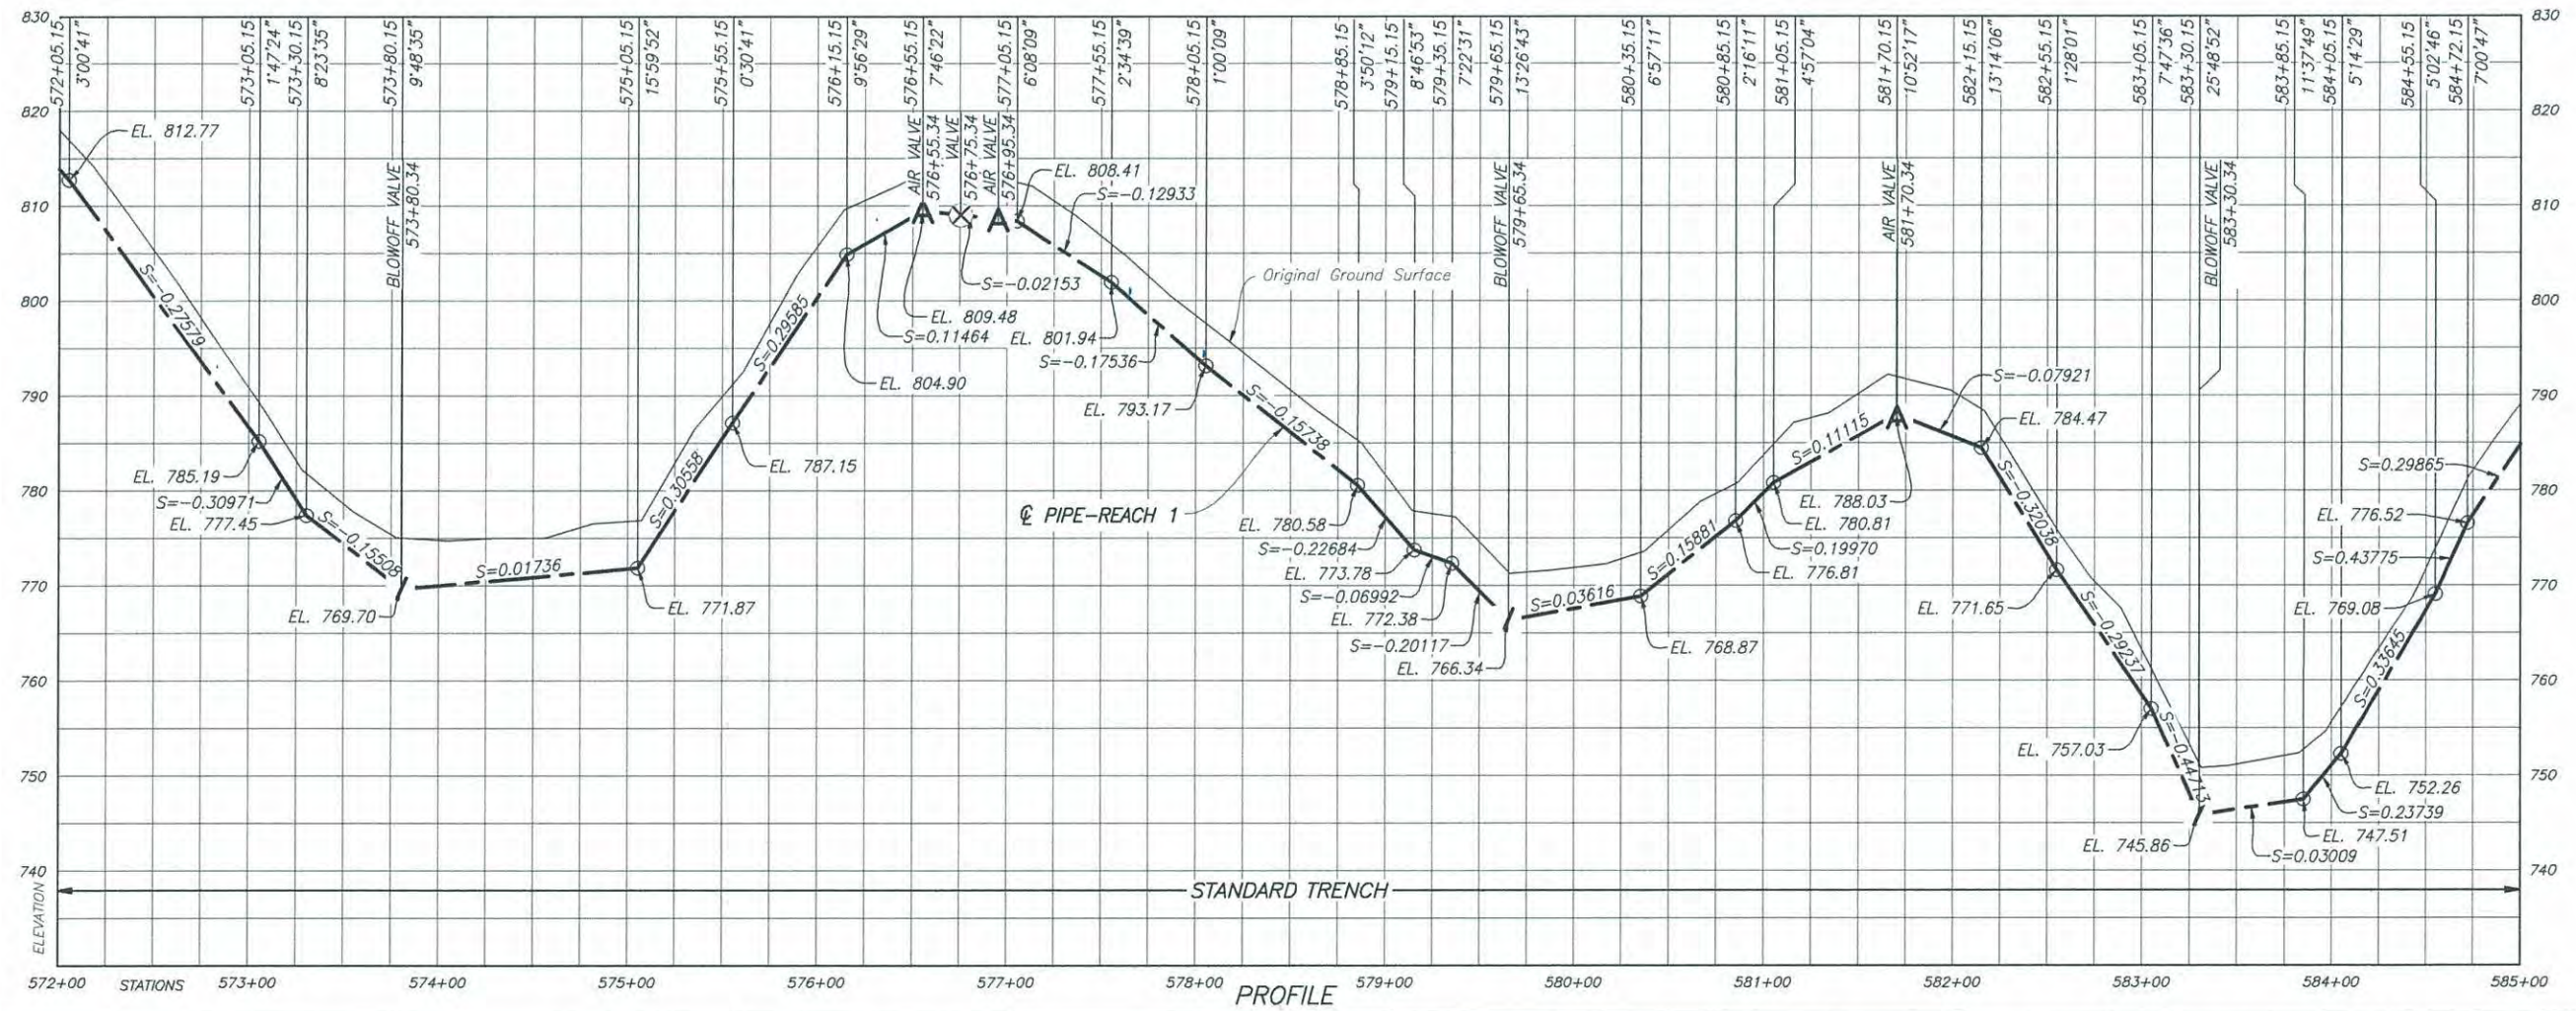 830
820
810
800
790
780
770
760
750
740
ELEVATION
572+05.15
3°00'41"
573+05.15
1°47'24"
573+30.15
8°23'35"
573+80.15
9°48'35"
575+05.15
15°59'52"
575+55.15
0°30'41"
576+15.15
9°56'29"
576+55.15
7°46'22"
577+05.15
6°08'09"
577+55.15
2°34'39"
578+05.15
1°00'09"
578+85.15
3°50'12"
579+15.15
8°46'53"
579+35.15
7°22'31"
579+65.15
13°26'43"
580+35.15
6°57'11"
580+85.15
2°16'11"
581+05.15
4°57'04"
581+70.15
10°52'17"
582+15.15
13°14'06"
582+55.15
1°28'01"
583+05.15
7°47'36"
583+30.15
25°48'52"
583+85.15
11°37'49"
584+05.15
5°14'29"
584+55.15
5°02'46"
584+72.15
7°00'47"
830
820
810
800
790
780
770
760
750
740
BLOWOFF VALVE
573+80.34
AIR VALVE
576+55.34
VALVE
576+75.34
AIR VALVE
576+95.34
BLOWOFF VALVE
579+65.34
AIR VALVE
581+70.34
BLOWOFF VALVE
583+30.34
EL. 812.77
S=-0.27579
EL. 785.19
S=-0.30971
EL. 777.45
S=-0.15508
EL. 769.70
S=0.01736
EL. 771.87
S=0.30558
EL. 787.15
S=0.29585
EL. 804.90
S=0.11464
EL. 809.48
A
A
S=-0.02153
EL. 808.41
S=-0.12933
EL. 801.94
S=-0.17536
EL. 793.17
Original Ground Surface
S=-0.15738
℄ PIPE-REACH 1
EL. 780.58
S=-0.22684
EL. 773.78
S=-0.06992
EL. 772.38
S=-0.20117
EL. 766.34
S=0.03616
EL. 768.87
S=0.15881
EL. 776.81
S=0.19970
EL. 780.81
S=0.11115
EL. 788.03
A
S=-0.07921
EL. 784.47
S=-0.32038
EL. 771.65
S=-0.29237
EL. 757.03
S=-0.44713
EL. 745.86
S=0.03009
EL. 747.51
S=0.23739
EL. 752.26
S=0.33645
EL. 769.08
S=0.43775
EL. 776.52
S=0.29865
STANDARD TRENCH
572+00
STATIONS
573+00
574+00
575+00
576+00
577+00
578+00
579+00
580+00
581+00
582+00
583+00
584+00
585+00
PROFILE